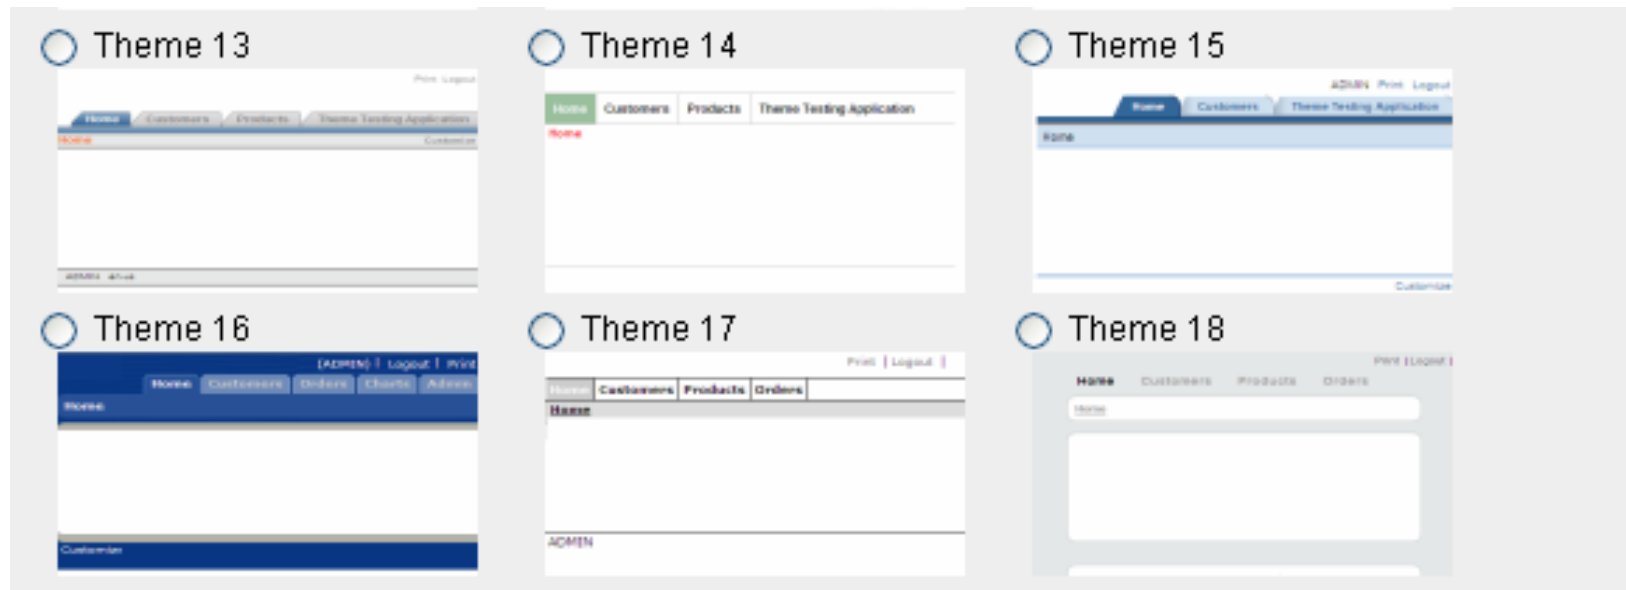 Theme 13
Theme 14
Theme 15
Print Logout
Home Customers Products Theme Testing Application
Home Customize
ADMIN
Home Customers Products Theme Testing Application
Home
ADMIN Print Logout
Home Customers Theme Testing Application
Home
Customize
Theme 16
Theme 17
Theme 18
[ADMIN] | Logout | Print
Home Customers Orders Charts Admin
Home
Customize
Print | Logout |
Home Customers Products Orders
Home
ADMIN
Print | Logout |
Home Customers Products Orders
Home